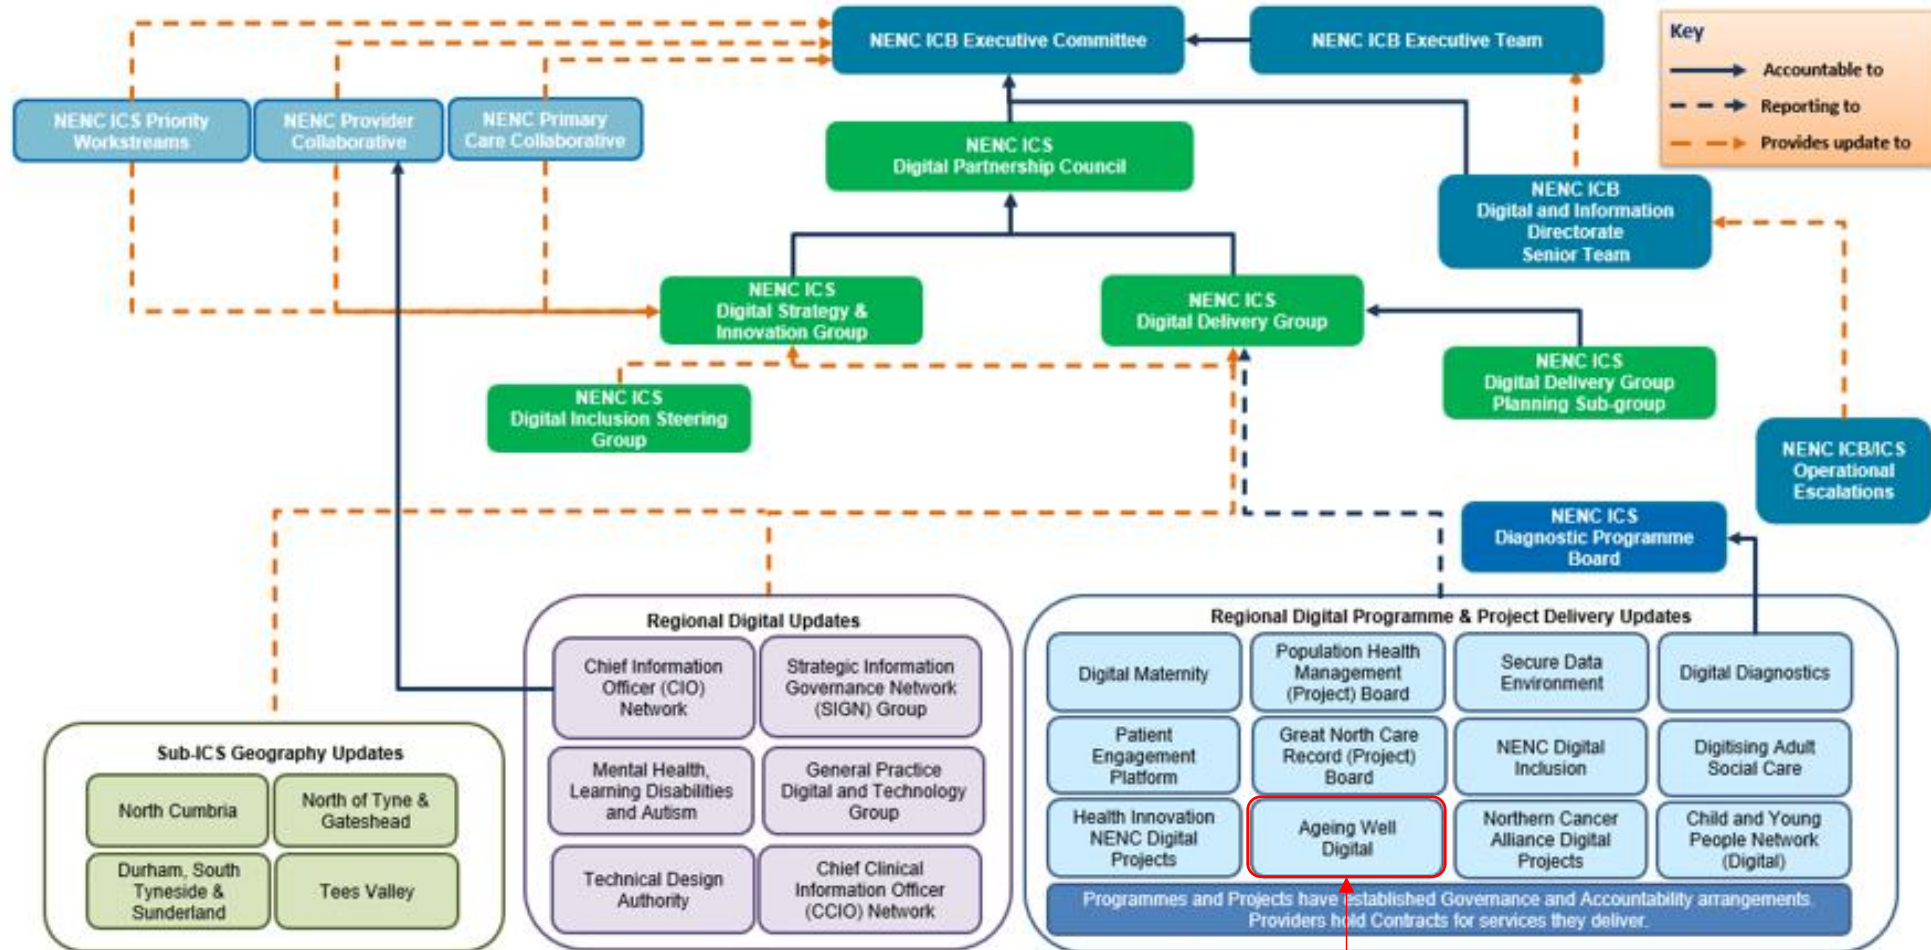 NENC ICB Executive Committee
NENC ICB Executive Team
Key
Accountable to
Reporting to
Provides update to
NENC ICS Priority
Workstreams
NENC Provider
Collaborative
NENC Primary
Care Collaborative
NENC ICS
Digital Partnership Council
NENC ICB
Digital and Information
Directorate
Senior Team
NENC ICS
Digital Strategy &
Innovation Group
NENC ICS
Digital Delivery Group
NENC ICS
Digital Inclusion Steering
Group
NENC ICS
Digital Delivery Group
Planning Sub-group
NENC ICB/ICS
Operational
Escalations
NENC ICS
Diagnostic Programme
Board
Sub-ICS Geography Updates
North Cumbria
North of Tyne &
Gateshead
Durham, South
Tyneside &
Sunderland
Tees Valley
Regional Digital Updates
Chief Information
Officer (CIO)
Network
Strategic Information
Governance Network
(SIGN) Group
Mental Health,
Learning Disabilities
and Autism
General Practice
Digital and Technology
Group
Technical Design
Authority
Chief Clinical
Information Officer
(CCIO) Network
Regional Digital Programme & Project Delivery Updates
Digital Maternity
Population Health
Management
(Project) Board
Secure Data
Environment
Digital Diagnostics
Patient
Engagement
Platform
Great North Care
Record (Project)
Board
NENC Digital
Inclusion
Digitising Adult
Social Care
Health Innovation
NENC Digital
Projects
Ageing Well
Digital
Northern Cancer
Alliance Digital
Projects
Child and Young
People Network
(Digital)
Programmes and Projects have established Governance and Accountability arrangements.
Providers hold Contracts for services they deliver.